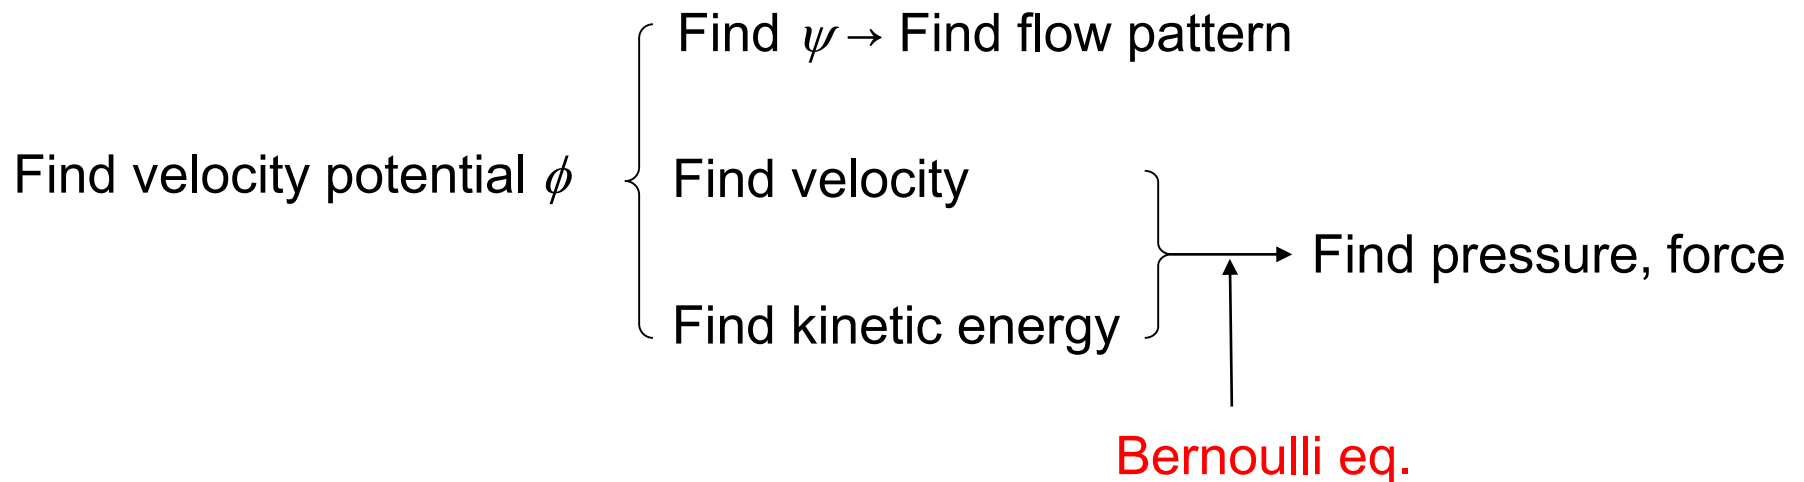 Find ψ → Find flow pattern
Find velocity potential ϕ
Find velocity
Find pressure, force
Find kinetic energy
Bernoulli eq.